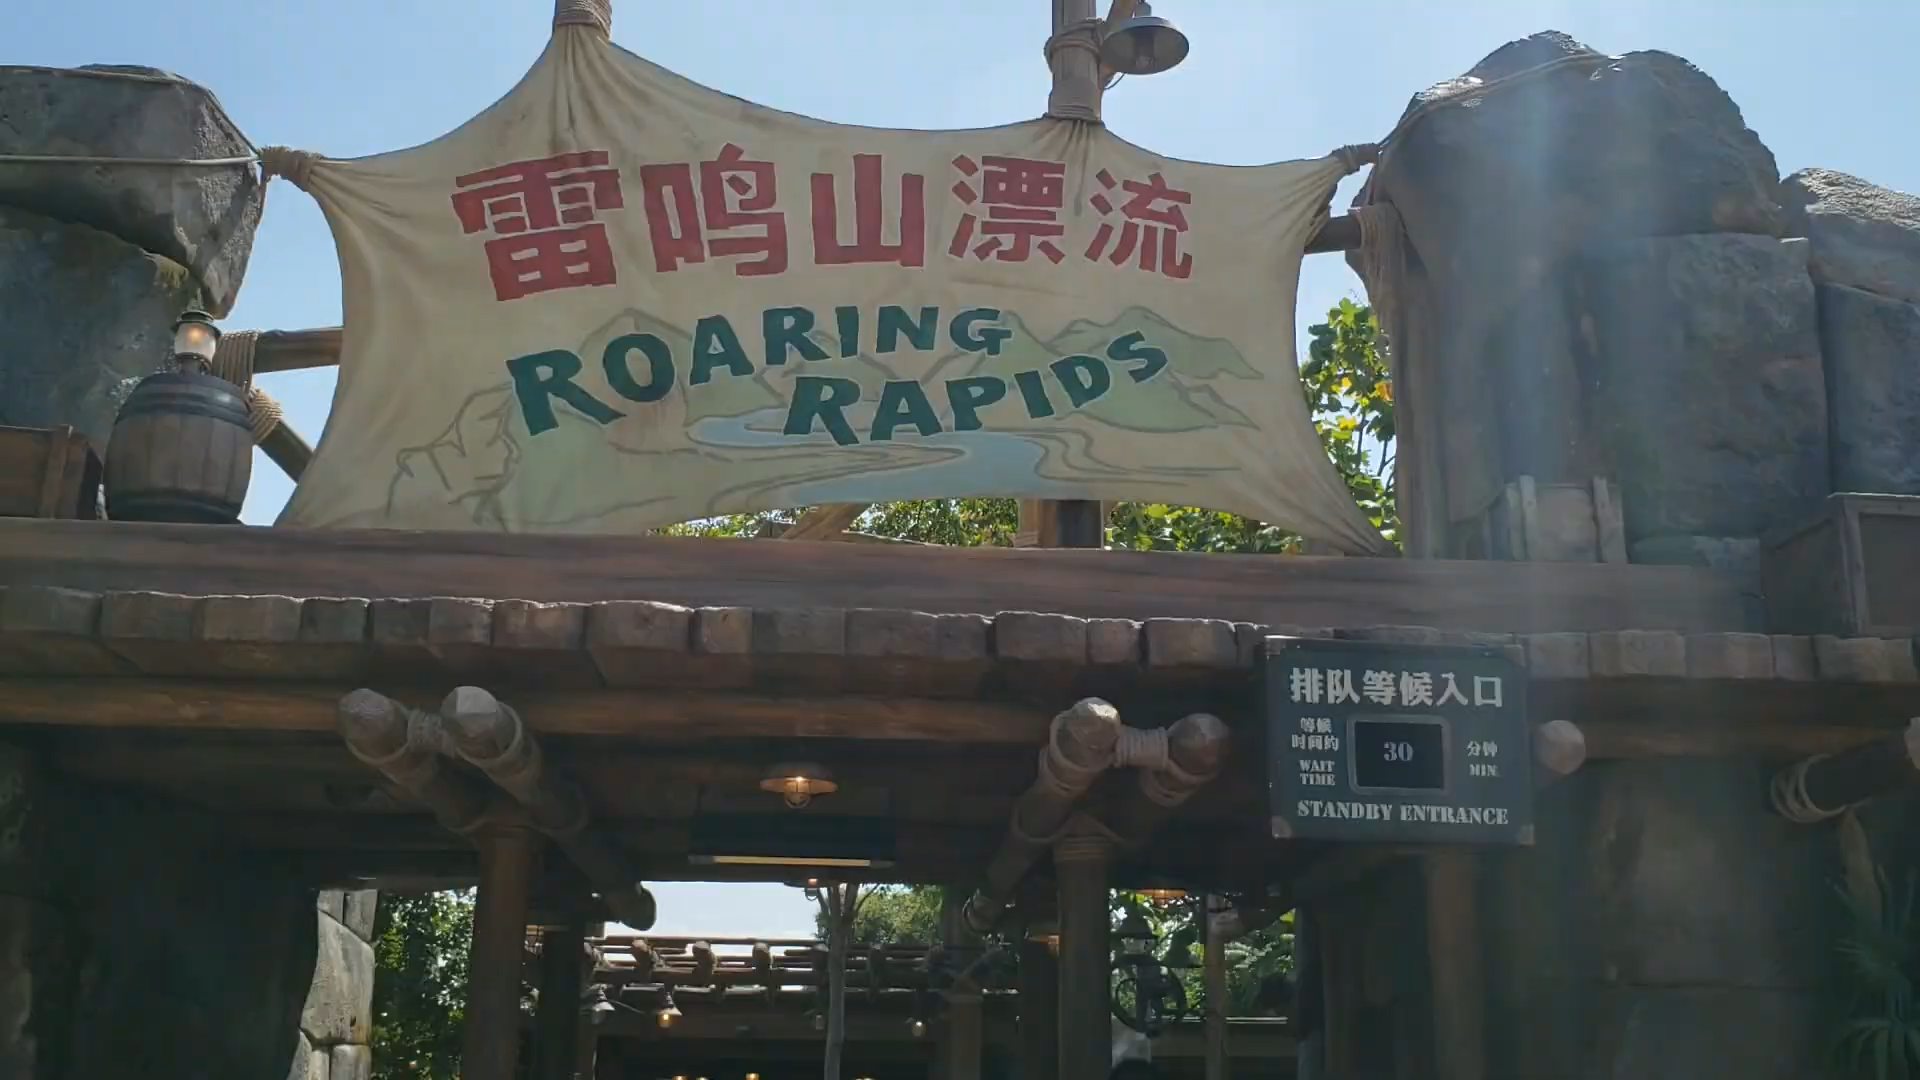 雷鸣山漂流
ROARING
RAPIDS
排队等候入口
等候
时间约
30
分钟
WAIT
TIME
MIN.
STANDBY ENTRANCE